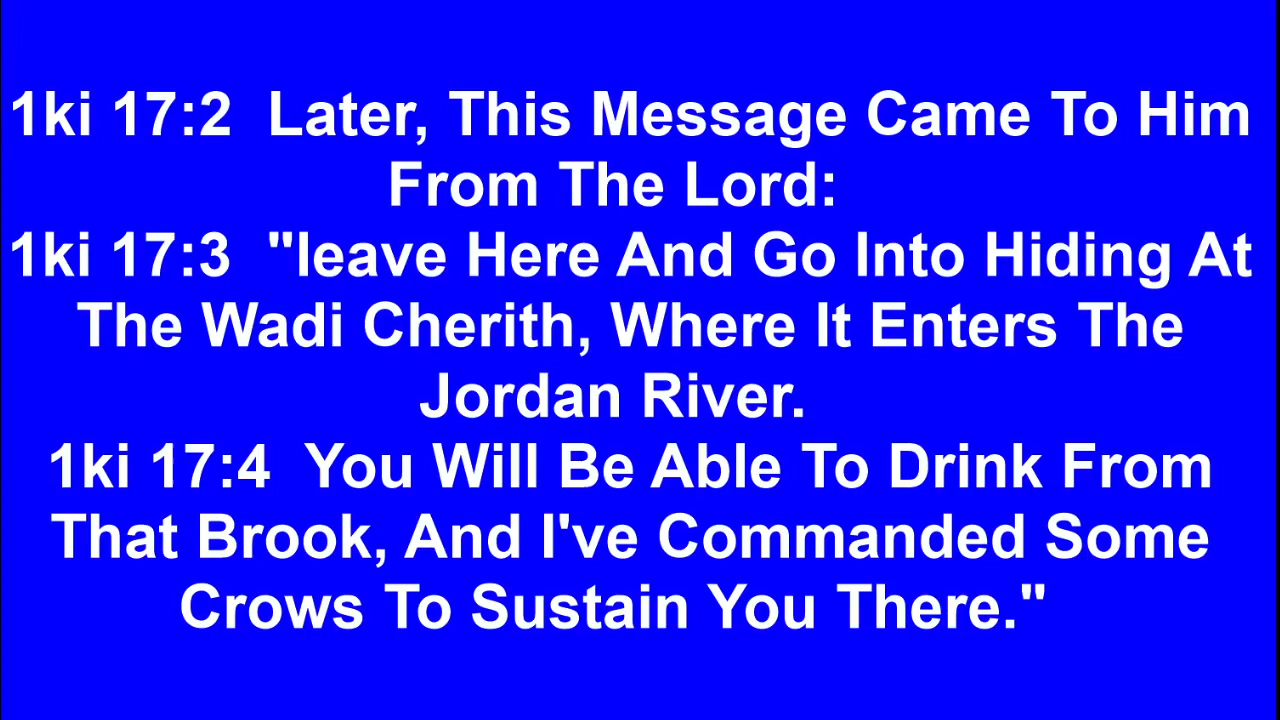 1ki 17:2  Later, This Message Came To Him
From The Lord:
1ki 17:3  "leave Here And Go Into Hiding At
The Wadi Cherith, Where It Enters The
Jordan River.
1ki 17:4  You Will Be Able To Drink From
That Brook, And I've Commanded Some
Crows To Sustain You There."